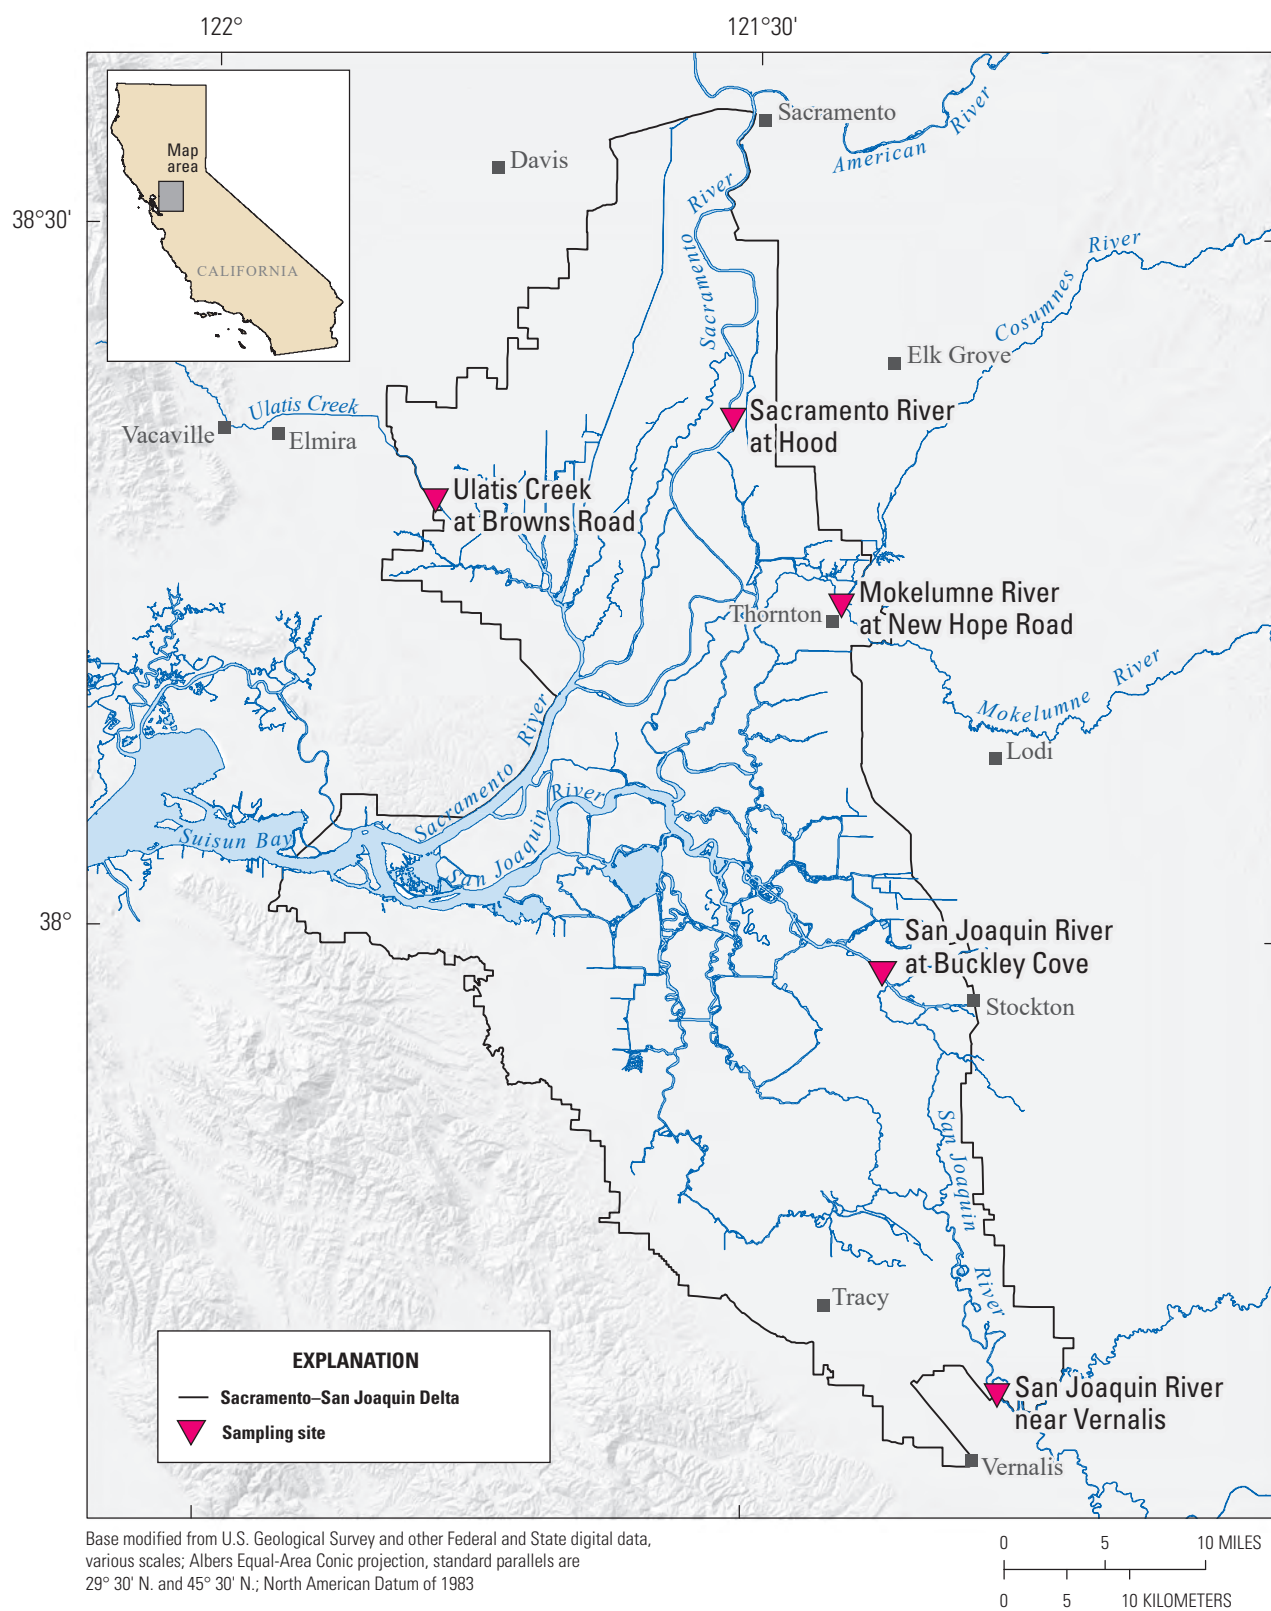 122°
121°30'
38°30'
38°
Map
area
CALIFORNIA
Sacramento
Davis
American River
Sacramento River
Cosumnes River
Elk Grove
Ulatis Creek
Vacaville
Elmira
Sacramento River
at Hood
Ulatis Creek
at Browns Road
Mokelumne River
at New Hope Road
Thornton
Mokelumne River
Lodi
Sacramento River
San Joaquin River
Suisun Bay
San Joaquin River
at Buckley Cove
Stockton
San Joaquin River
Tracy
San Joaquin River
near Vernalis
Vernalis
EXPLANATION
Sacramento–San Joaquin Delta
Sampling site
Base modified from U.S. Geological Survey and other Federal and State digital data,
various scales; Albers Equal-Area Conic projection, standard parallels are
29° 30' N. and 45° 30' N.; North American Datum of 1983
0 5 10 MILES
0 5 10 KILOMETERS